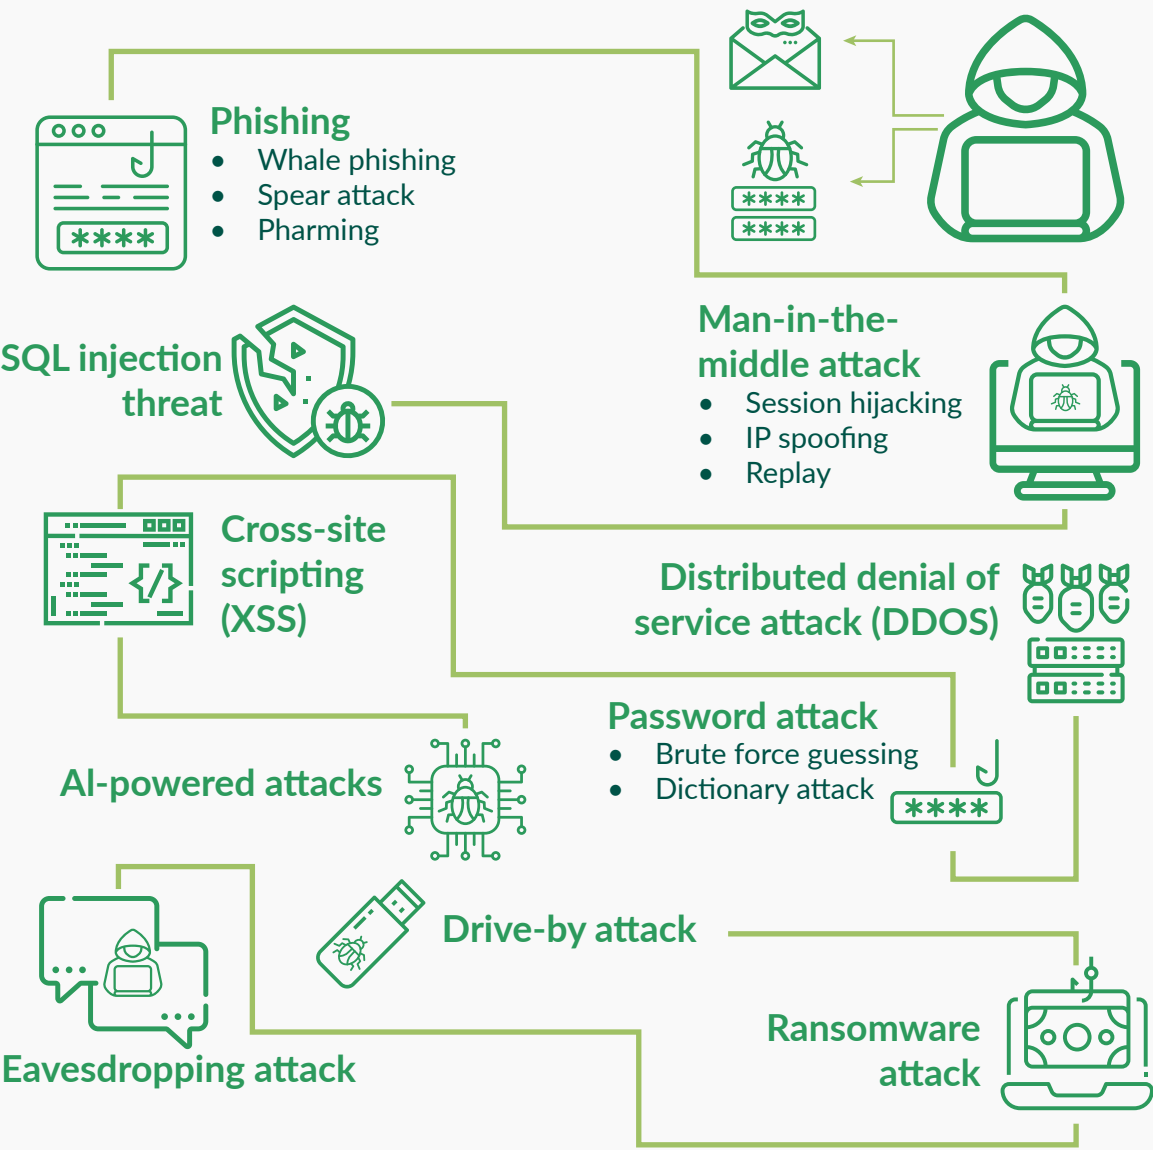 Phishing
• Whale phishing
• Spear attack
• Pharming
****
****
****
SQL injection
threat
Man-in-the-
middle attack
• Session hijacking
• IP spoofing
• Replay
Cross-site
scripting
(XSS)
{/}
Distributed denial of
service attack (DDOS)
Password attack
• Brute force guessing
• Dictionary attack
****
AI-powered attacks
Drive-by attack
Eavesdropping attack
Ransomware
attack